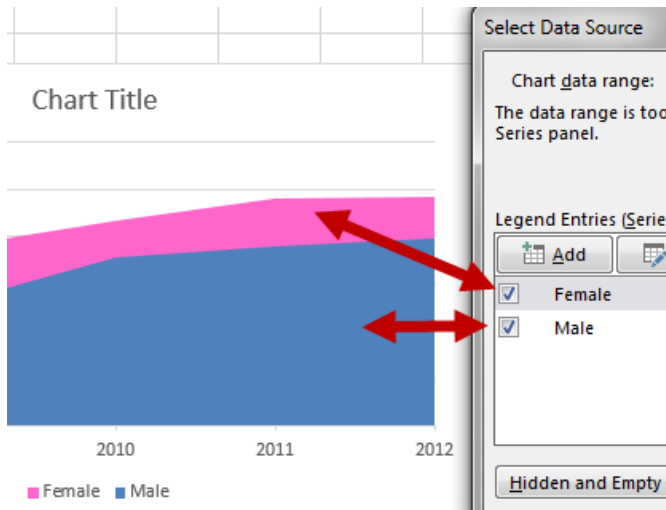 Select Data Source
Chart data range:
The data range is too
Series panel.
Chart Title
Legend Entries (Serie
Add
Female
Male
2010 2011 2012
Female Male
Hidden and Empty